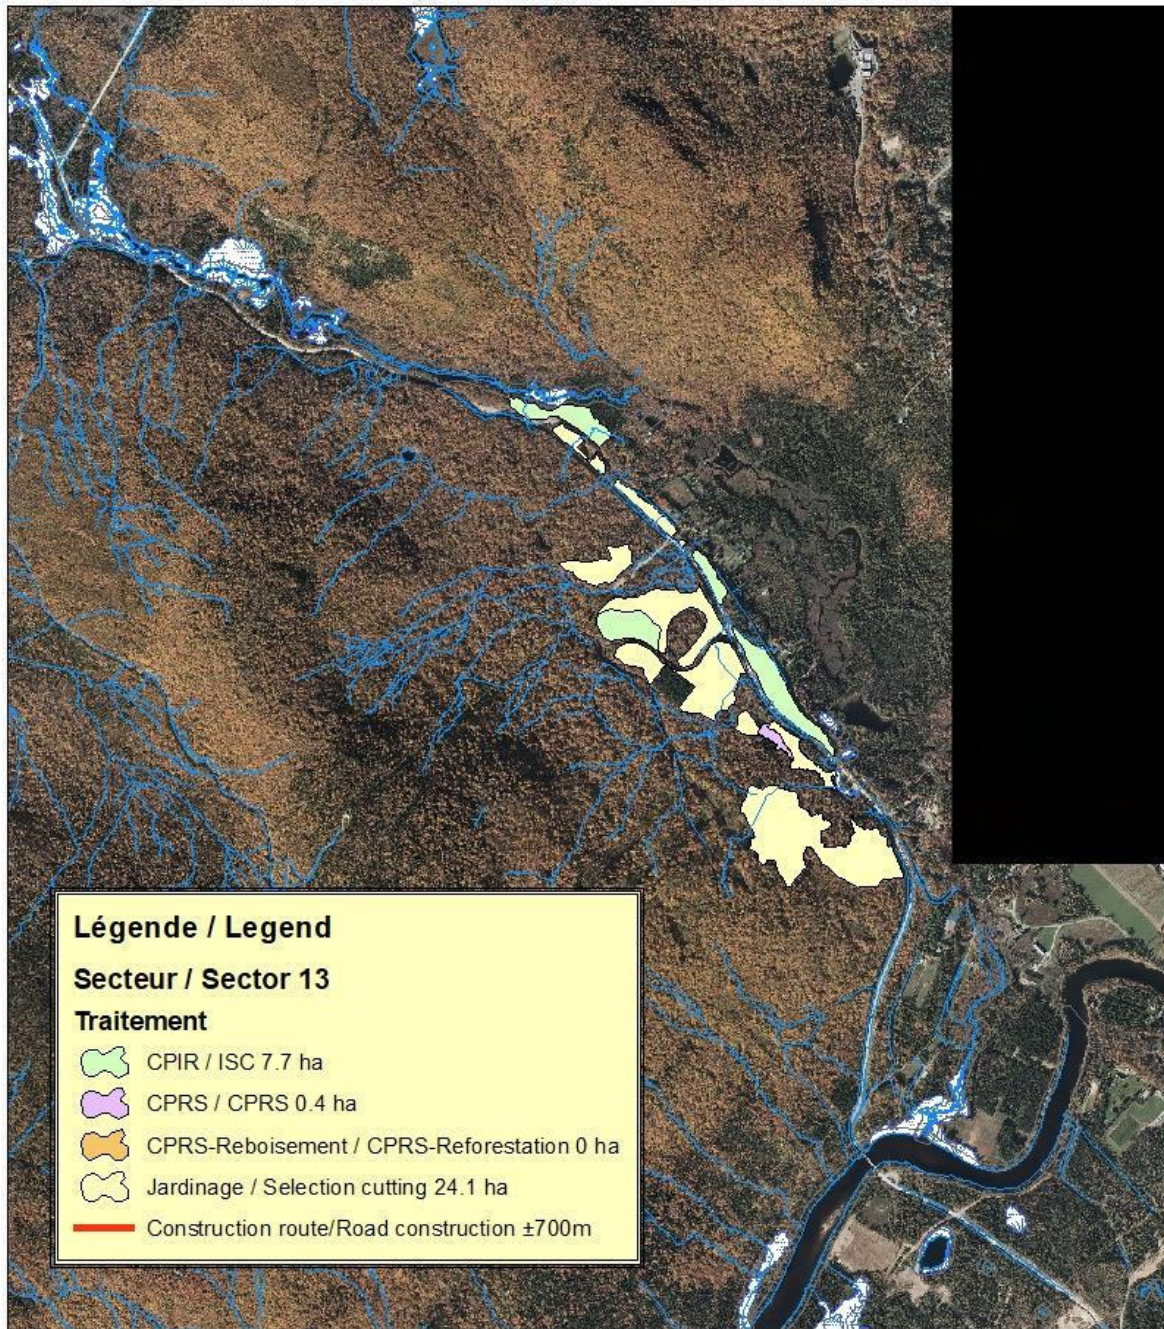 Légende / Legend
Secteur / Sector 13
Traitement
CPIR / ISC 7.7 ha
CPRS / CPRS 0.4 ha
CPRS-Reboisement / CPRS-Reforestation 0 ha
Jardinage / Selection cutting 24.1 ha
Construction route/Road construction ±700m